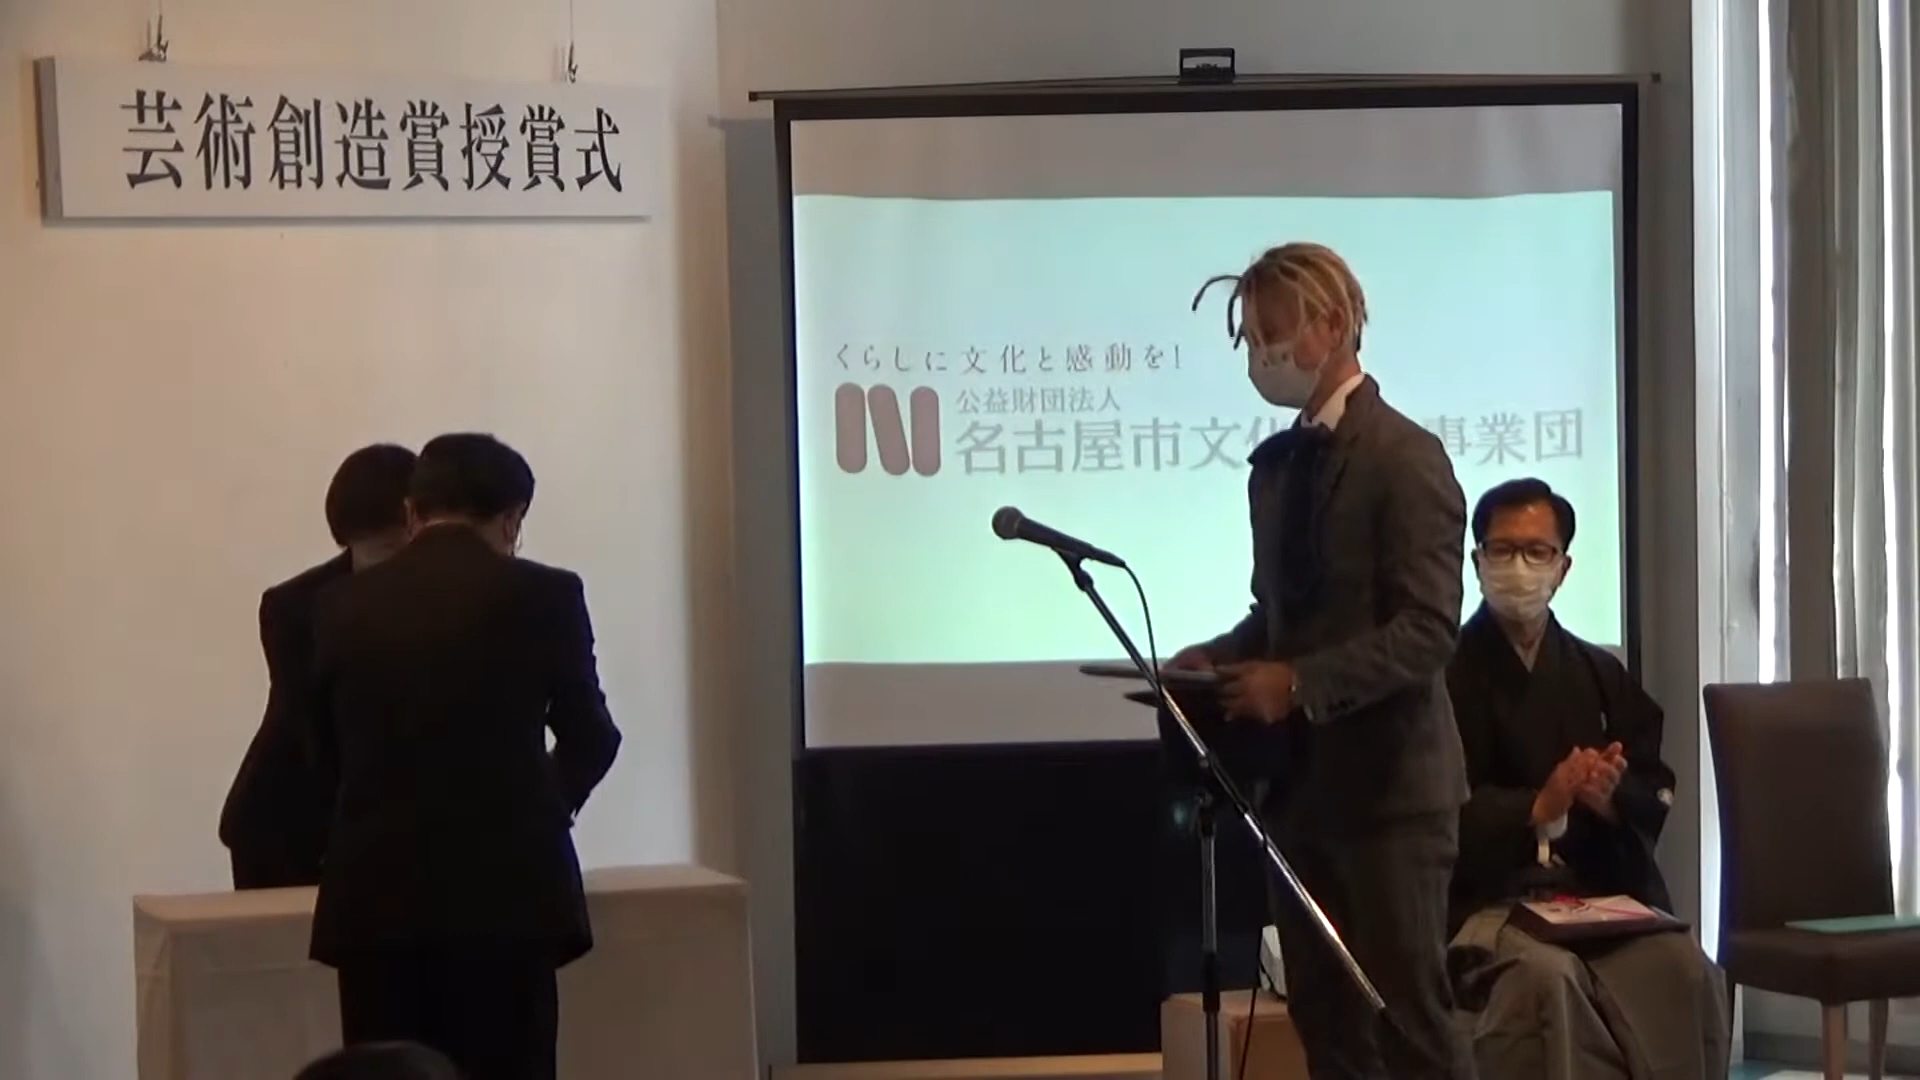 芸術創造賞授賞式
くらしに文化と感動を!
公益財団法人
名古屋市文化 事業団